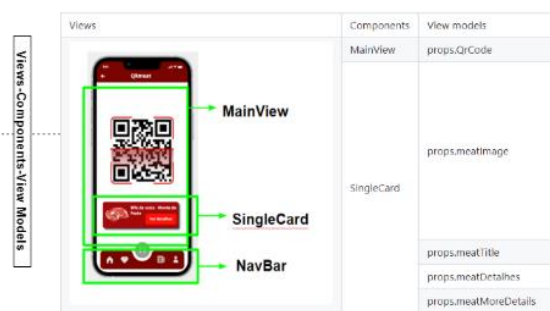 Views-Components-View Models
Views
Components
View models
MainView
props.QrCode
SingleCard
props.meatImage
props.meatTitle
props.meatDetalhes
props.meatMoreDetails
MainView
SingleCard
NavBar